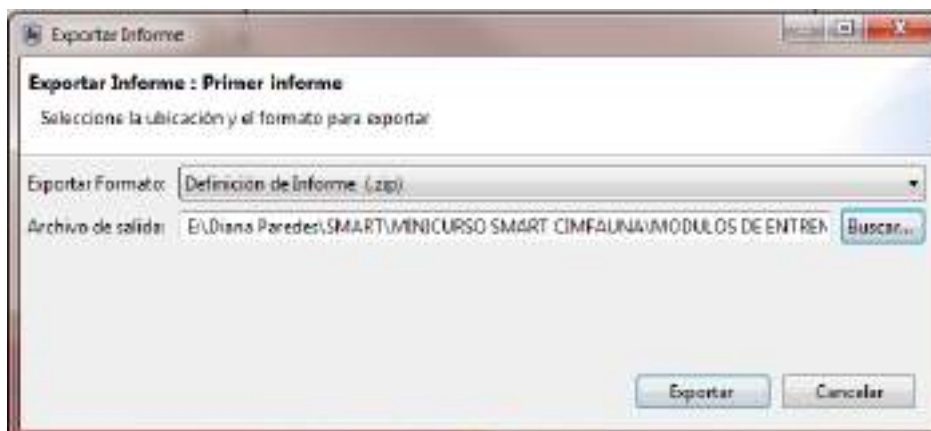 Exportar Informe
Exportar Informe : Primer informe
Seleccione la ubicación y el formato para exportar
Exportar Formato: Definición de Informe (.zip)
Archivo de salida: E:\Diana Paredes\SMART\MINICURSO SMART CIMFAUNA\MODULOS DE ENTREN Buscar...
Exportar Cancelar